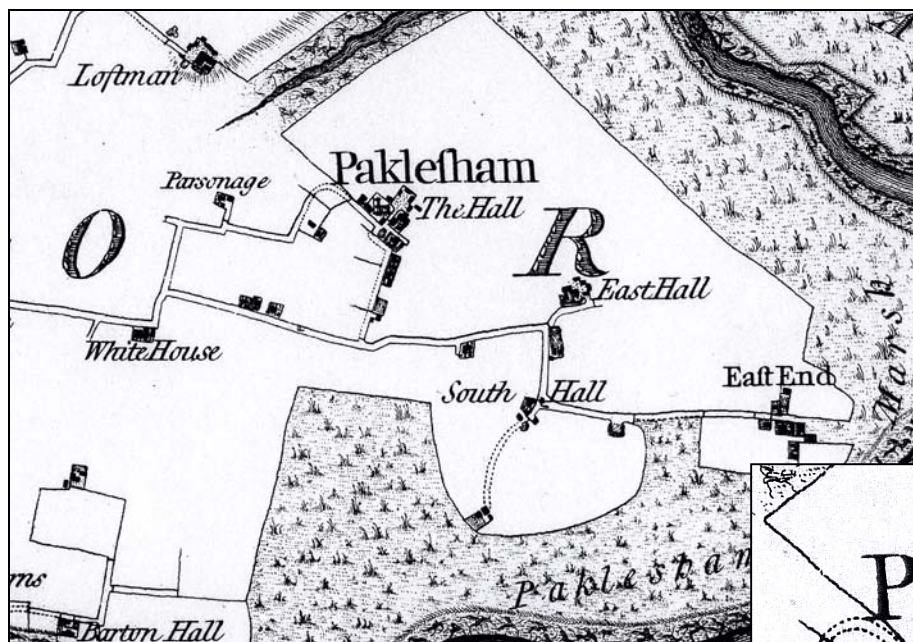 Loftman
Parsonage
Pakleſham
The Hall
O
R
East Hall
White House
South Hall
Eaſt End
Marsh
Paklesham
P
ms
Barton Hall